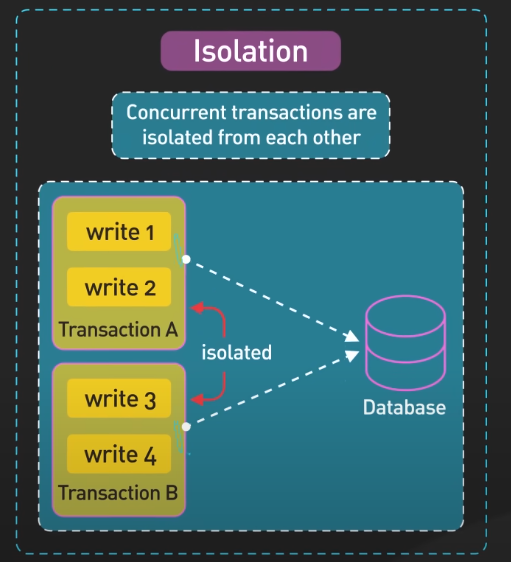 Isolation
Concurrent transactions are
isolated from each other
write 1
write 2
Transaction A
isolated
write 3
Database
write 4
Transaction B